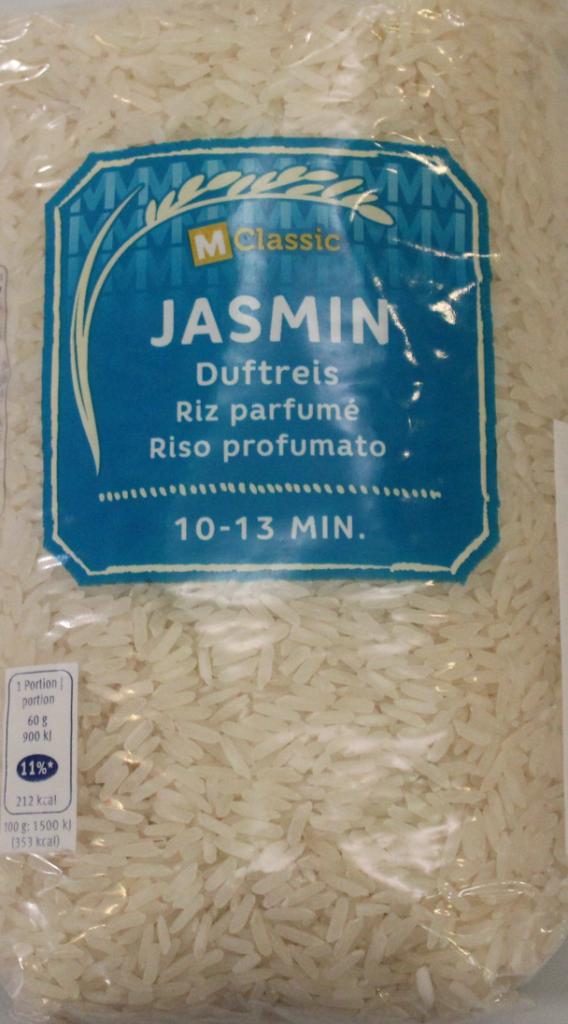 M Classic
JASMIN
Duftreis
Riz parfumé
Riso profumato
10-13 MIN.
1 Portion |
portion
60 g
900 kJ
11%*
212 kcal
100 g: 1500 kJ
(353 kcal)